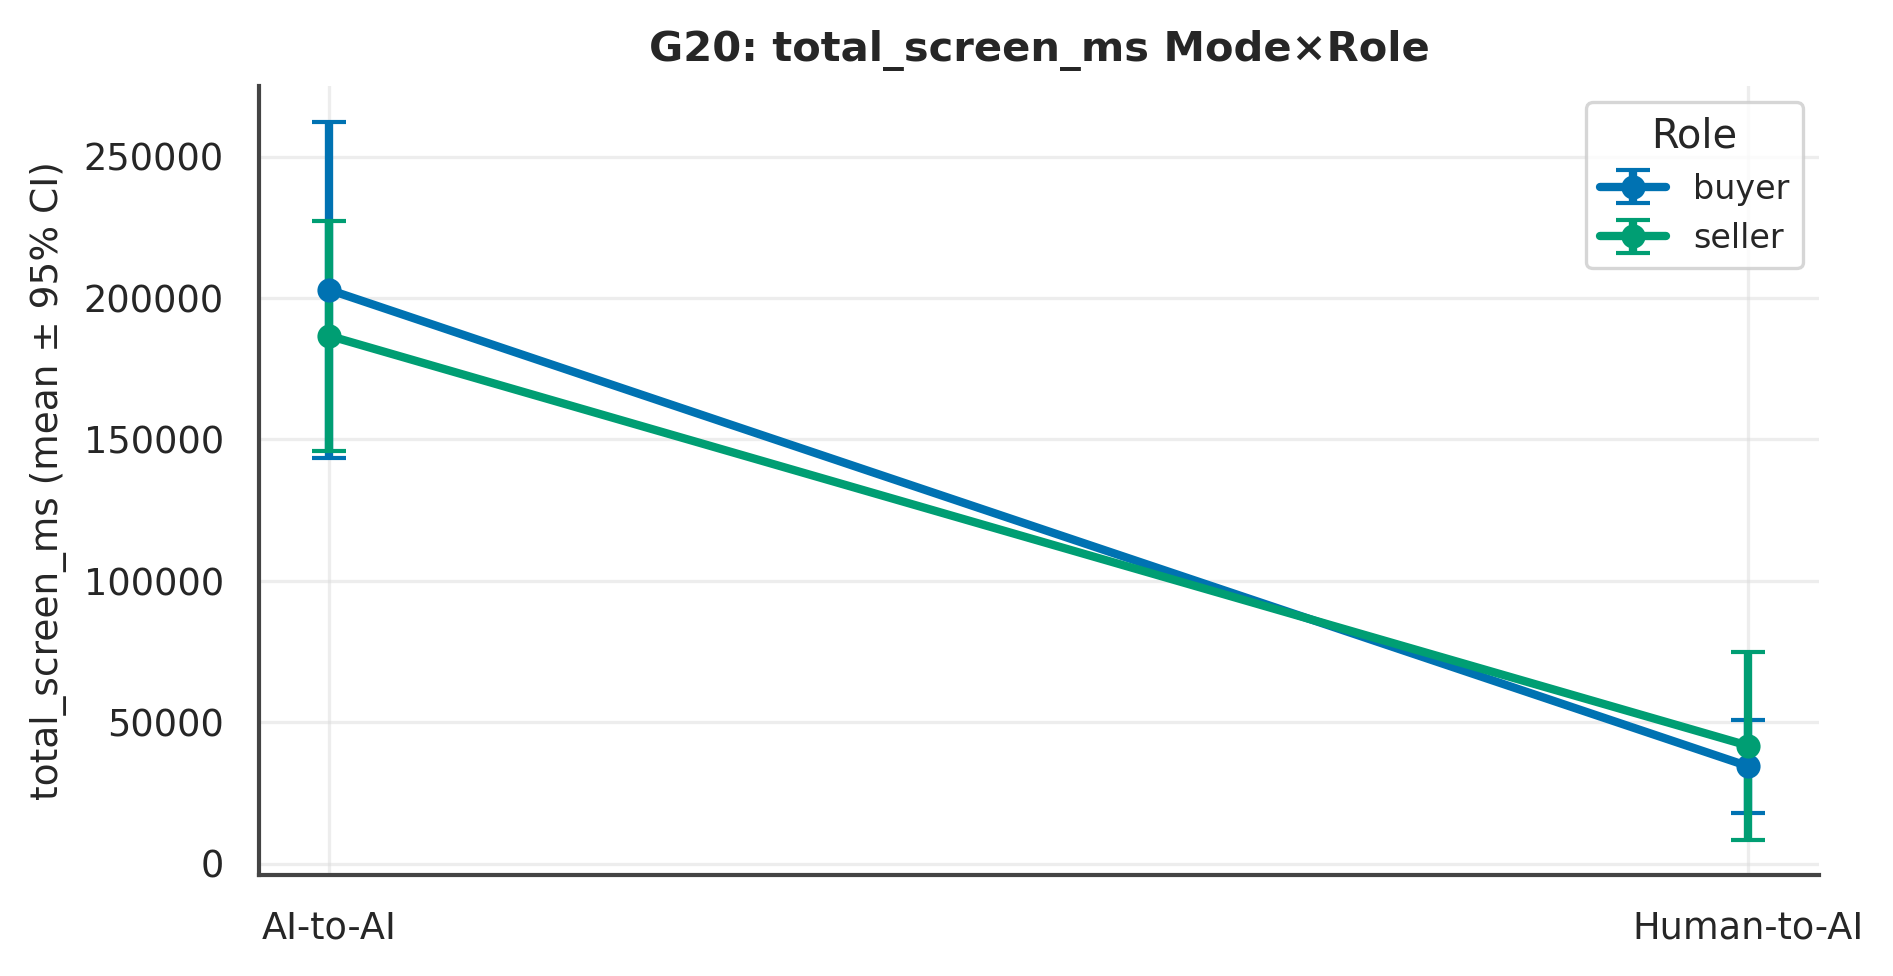 G20: total_screen_ms Mode×Role
total_screen_ms (mean ± 95% CI)
250000
200000
150000
100000
50000
0
Role
buyer
seller
AI-to-AI
Human-to-AI